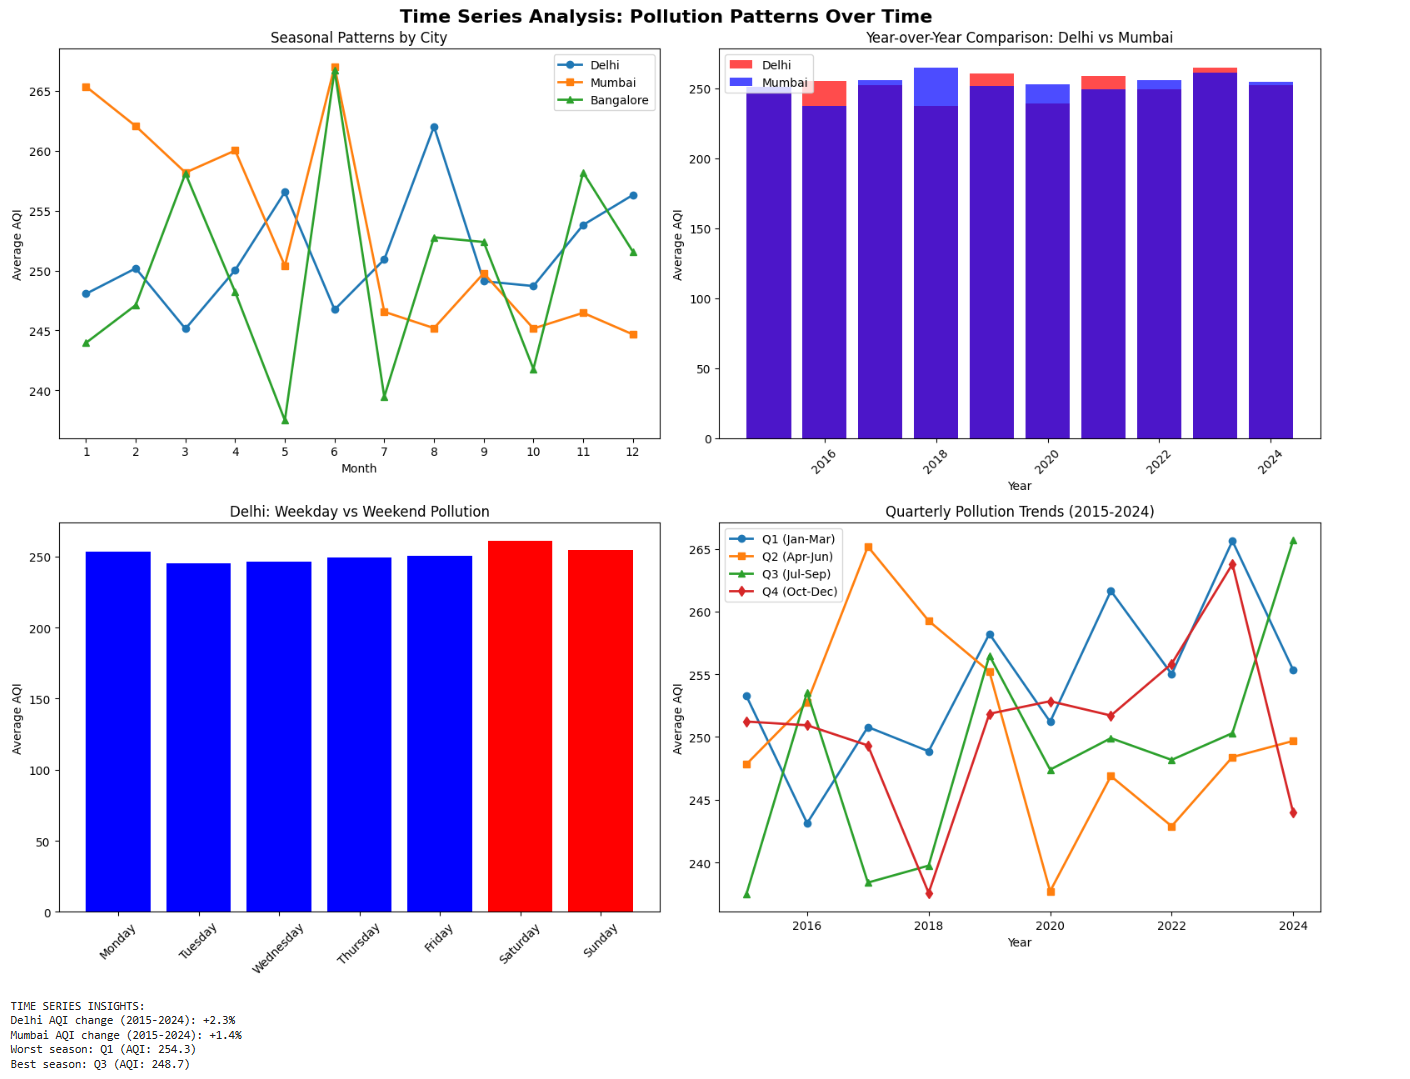 Time Series Analysis: Pollution Patterns Over Time
Seasonal Patterns by City
Average AQI
265
260
255
250
245
240
1 2 3 4 5 6 7 8 9 10 11 12
Month
Delhi
Mumbai
Bangalore
Year-over-Year Comparison: Delhi vs Mumbai
Average AQI
250
200
150
100
50
0
2016 2018 2020 2022 2024
Year
Delhi
Mumbai
Delhi: Weekday vs Weekend Pollution
Average AQI
250
200
150
100
50
0
Monday Tuesday Wednesday Thursday Friday Saturday Sunday
Quarterly Pollution Trends (2015-2024)
Average AQI
265
260
255
250
245
240
2016 2018 2020 2022 2024
Year
Q1 (Jan-Mar)
Q2 (Apr-Jun)
Q3 (Jul-Sep)
Q4 (Oct-Dec)
TIME SERIES INSIGHTS:
Delhi AQI change (2015-2024): +2.3%
Mumbai AQI change (2015-2024): +1.4%
Worst season: Q1 (AQI: 254.3)
Best season: Q3 (AQI: 248.7)